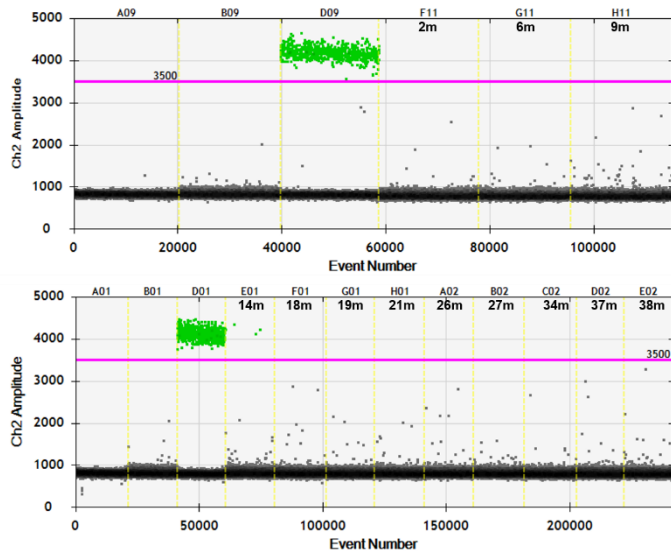 A09 B09 D09 F11 G11 H11
2m 6m 9m
5000
4000
3500
3000
2000
1000
0
Ch2 Amplitude
0 20000 40000 60000 80000 100000
Event Number
A01 B01 D01 E01 F01 G01 H01 A02 B02 C02 D02 E02
14m 18m 19m 21m 26m 27m 34m 37m 38m
5000
4000
3500
3000
2000
1000
0
Ch2 Amplitude
0 50000 100000 150000 200000
Event Number